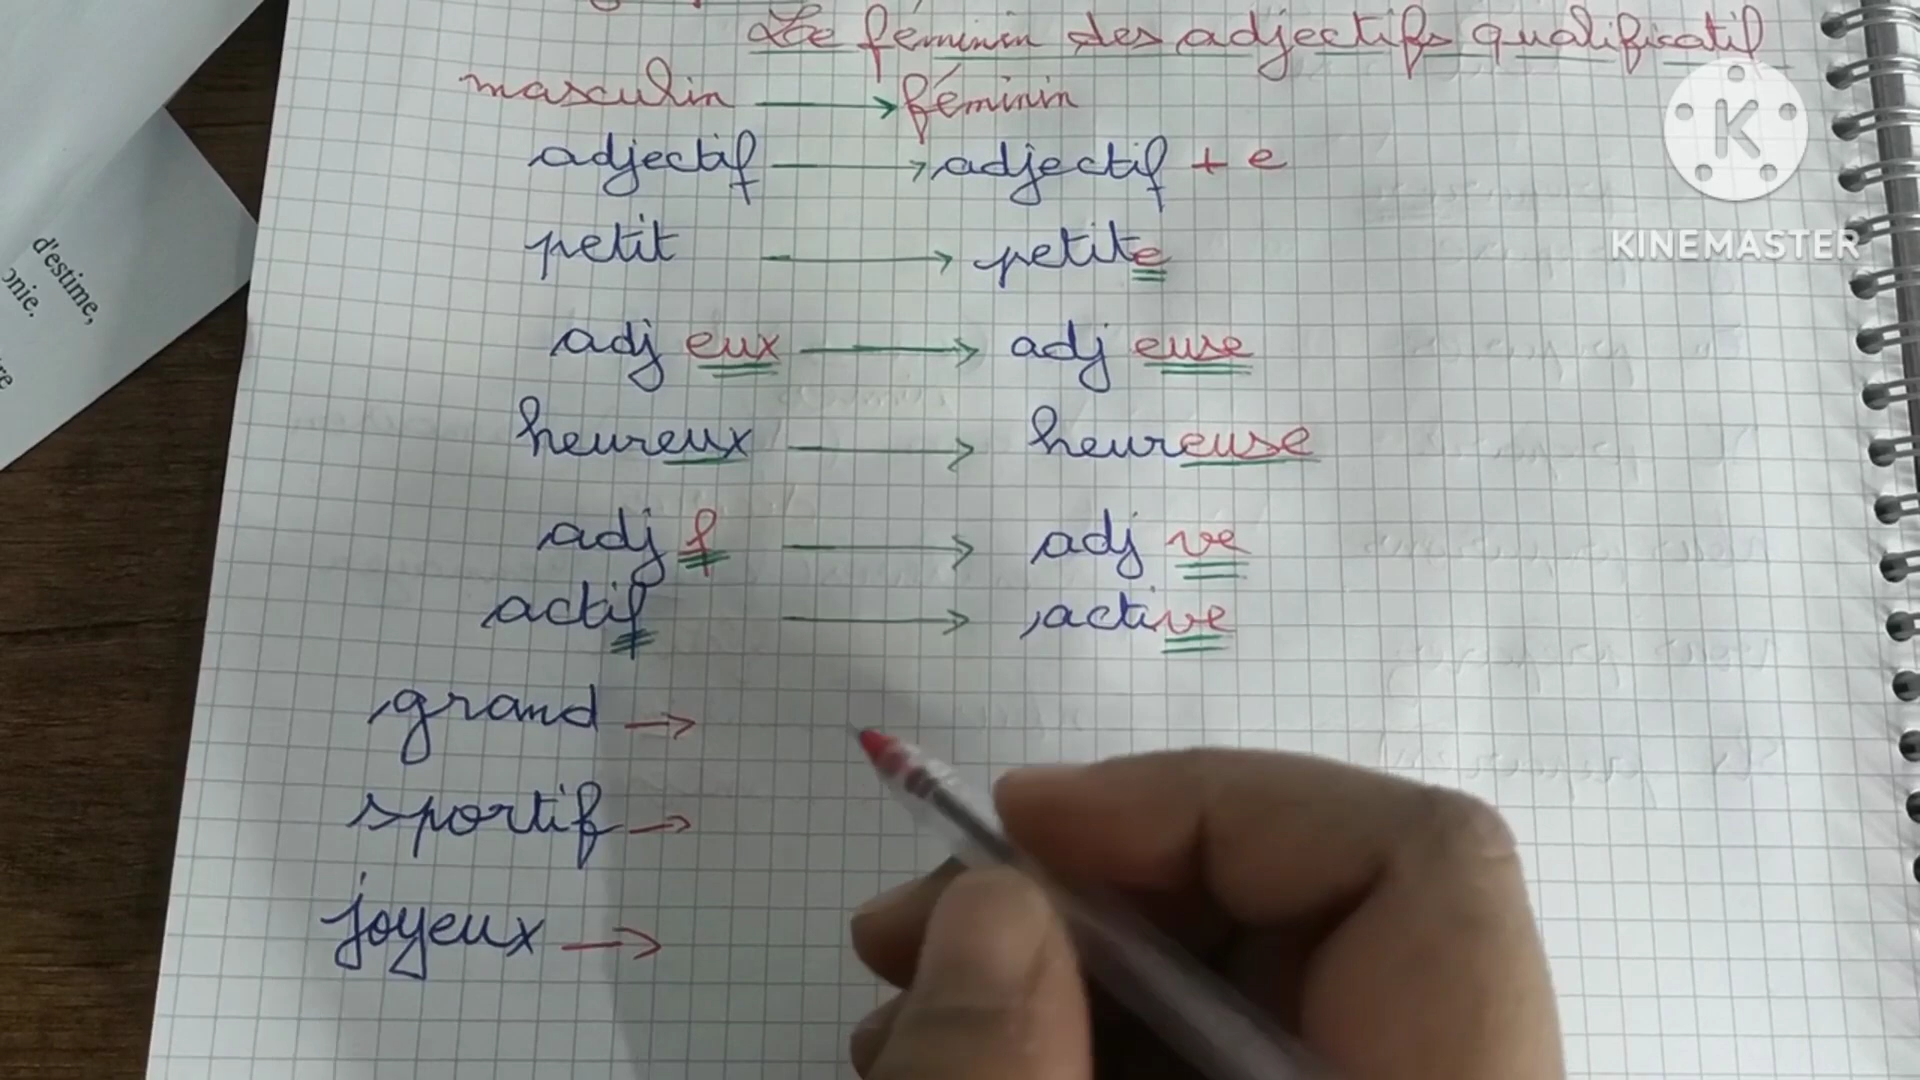 Le féminin des adjectifs qualificatif
masculin → féminin
adjectif → adjectif + e
petit → petite
adj eux → adj euse
heureux → heureuse
adj f → adj ve
actif → active
grand →
sportif →
joyeux →
K
KINEMASTER
d'estime,
onie.
re